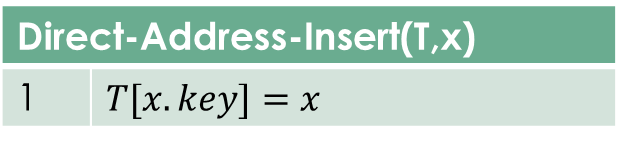 Direct-Address-Insert(T,x)
1 T[x. key] = x